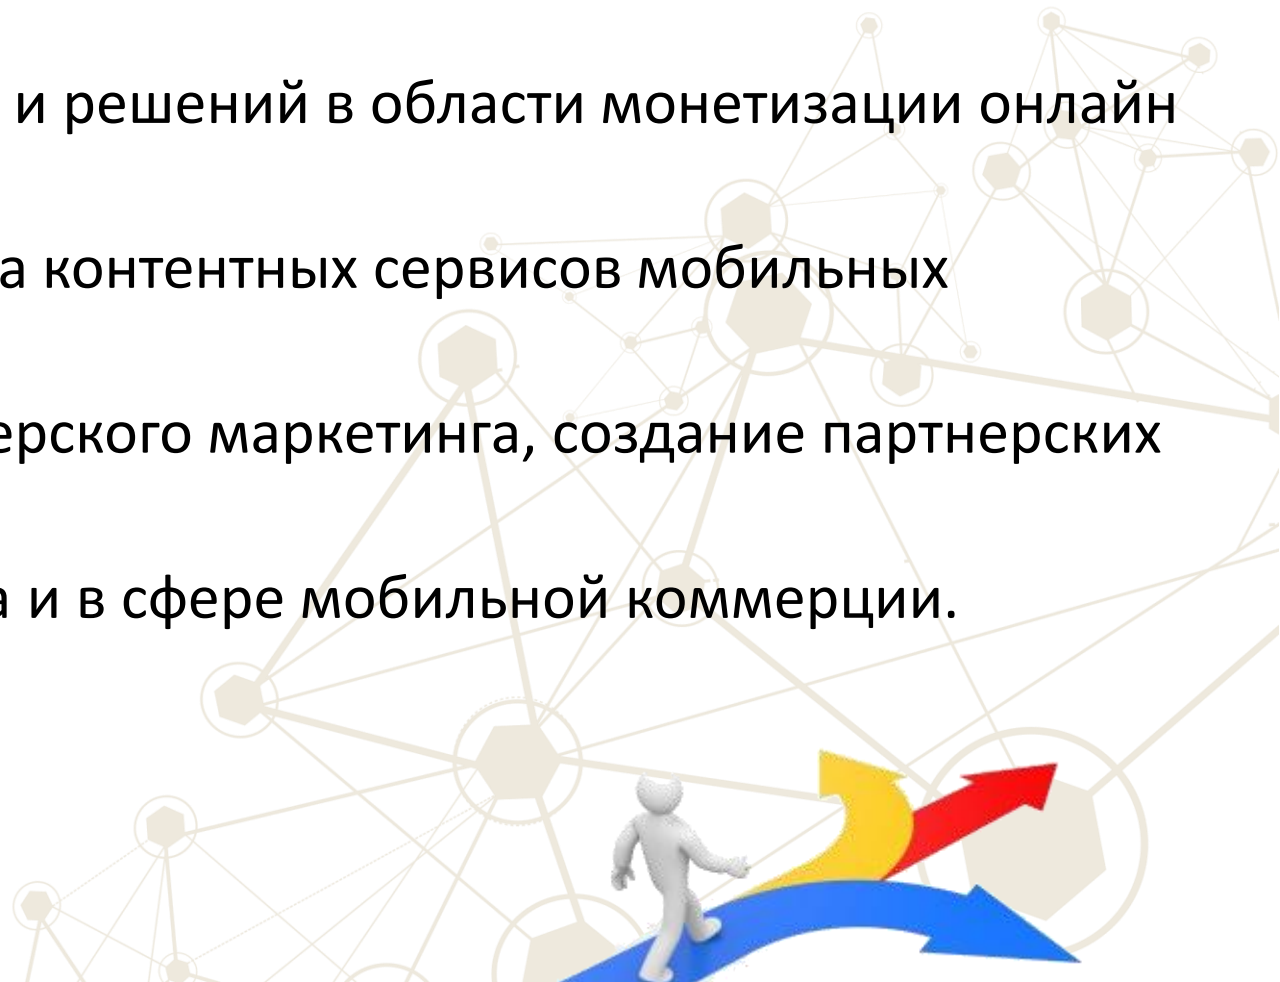 и решений в области монетизации онлайн
а контентных сервисов мобильных
ерского маркетинга, создание партнерских
а и в сфере мобильной коммерции.